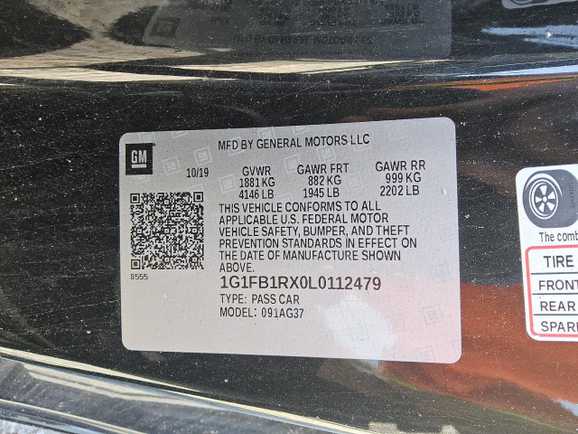 MFD BY GENERAL MOTORS LLC
GM
10/19
GVWR GAWR FRT GAWR RR
1881 KG 882 KG 999 KG
4146 LB 1945 LB 2202 LB
THIS VEHICLE CONFORMS TO ALL
APPLICABLE U.S. FEDERAL MOTOR
VEHICLE SAFETY, BUMPER, AND THEFT
PREVENTION STANDARDS IN EFFECT ON
THE DATE OF MANUFACTURE SHOWN
ABOVE.
8555
1G1FB1RX0L0112479
TYPE: PASS CAR
MODEL: 091AG37
The comb
TIRE
FRONT
REAR
SPARE